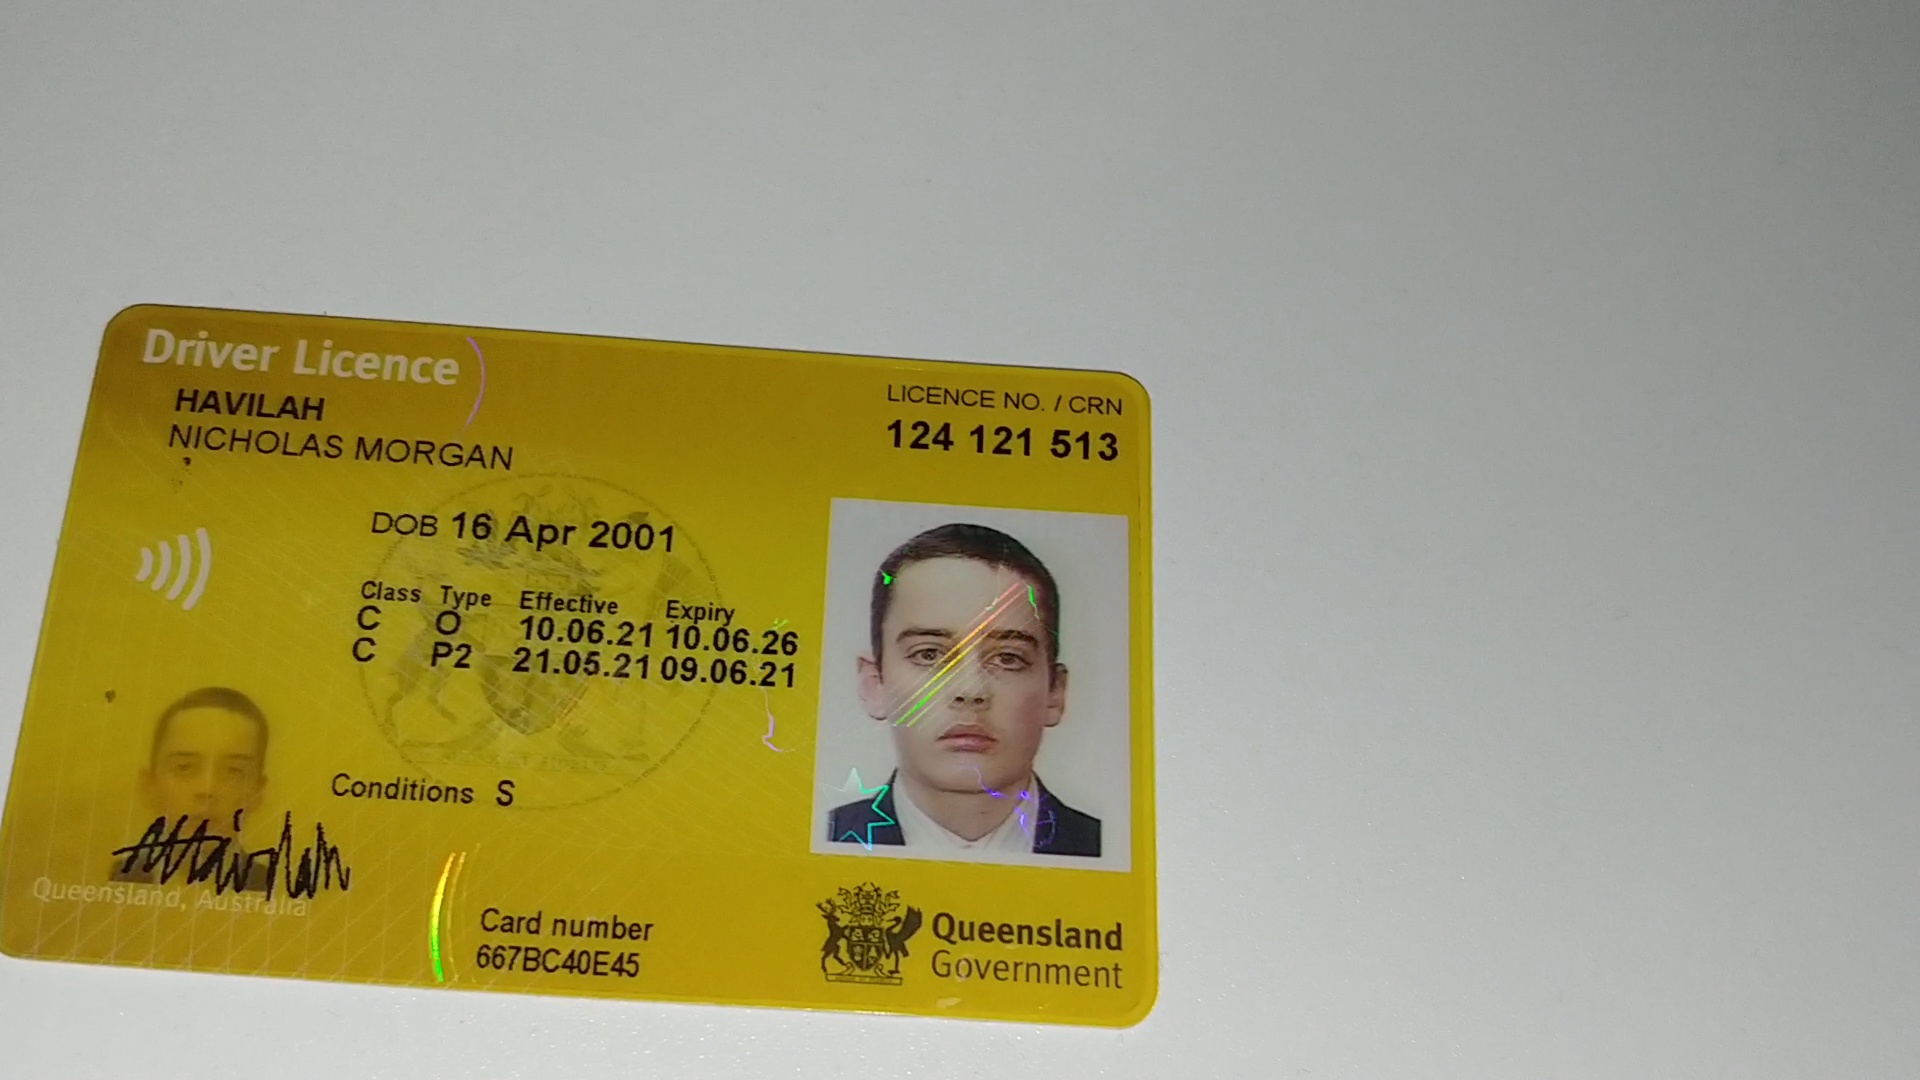 Driver Licence
HAVILAH
NICHOLAS MORGAN
LICENCE NO. / CRN
124 121 513
DOB 16 Apr 2001
Class Type Effective Expiry
C O 10.06.21 10.06.26
C P2 21.05.21 09.06.21
Conditions S
Queensland, Australia
Card number
667BC40E45
Queensland
Government